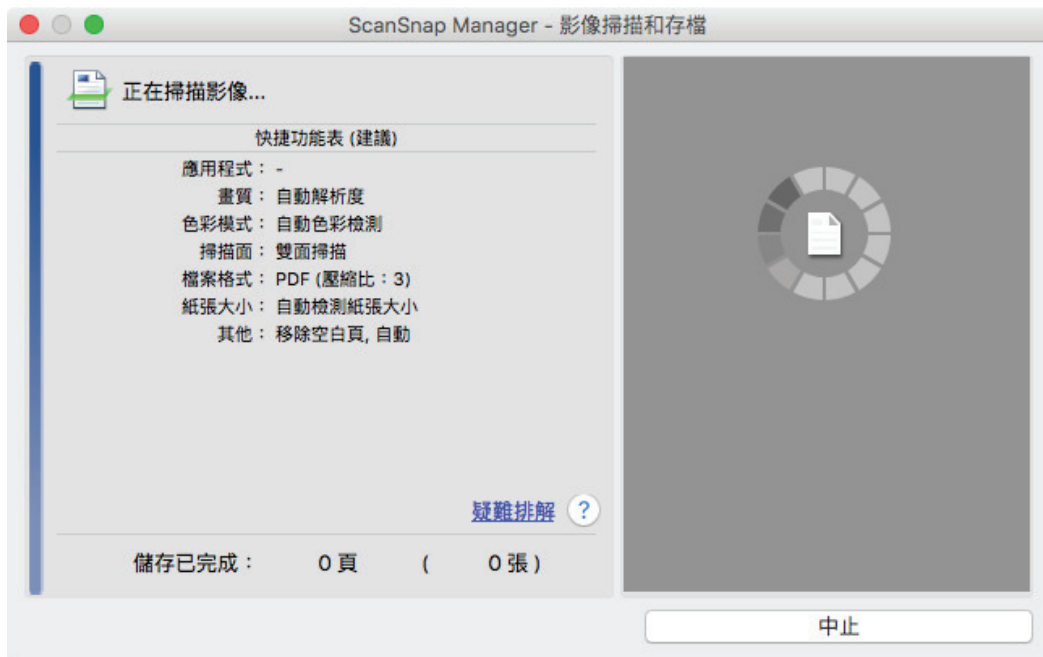 ScanSnap Manager - 影像掃描和存檔
正在掃描影像...
快捷功能表 (建議)
應用程式： -
畫質： 自動解析度
色彩模式： 自動色彩檢測
掃描面： 雙面掃描
檔案格式： PDF (壓縮比：3)
紙張大小： 自動檢測紙張大小
其他： 移除空白頁, 自動
疑難排解 ?
儲存已完成： 0 頁 ( 0 張 )
中止